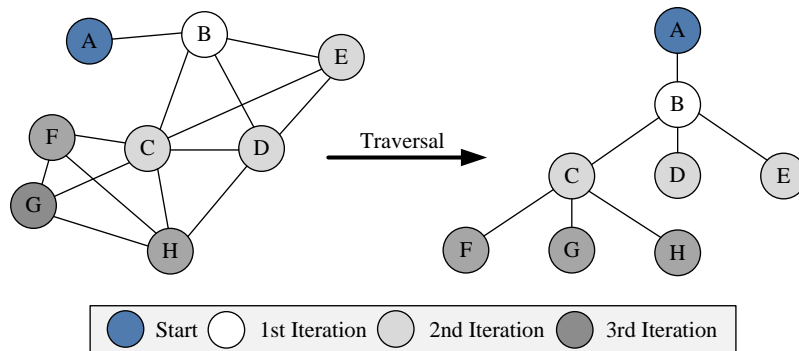 A
B
E
F
C
D
G
H
Traversal
A
B
C
D
E
F
G
H
Start
1st Iteration
2nd Iteration
3rd Iteration